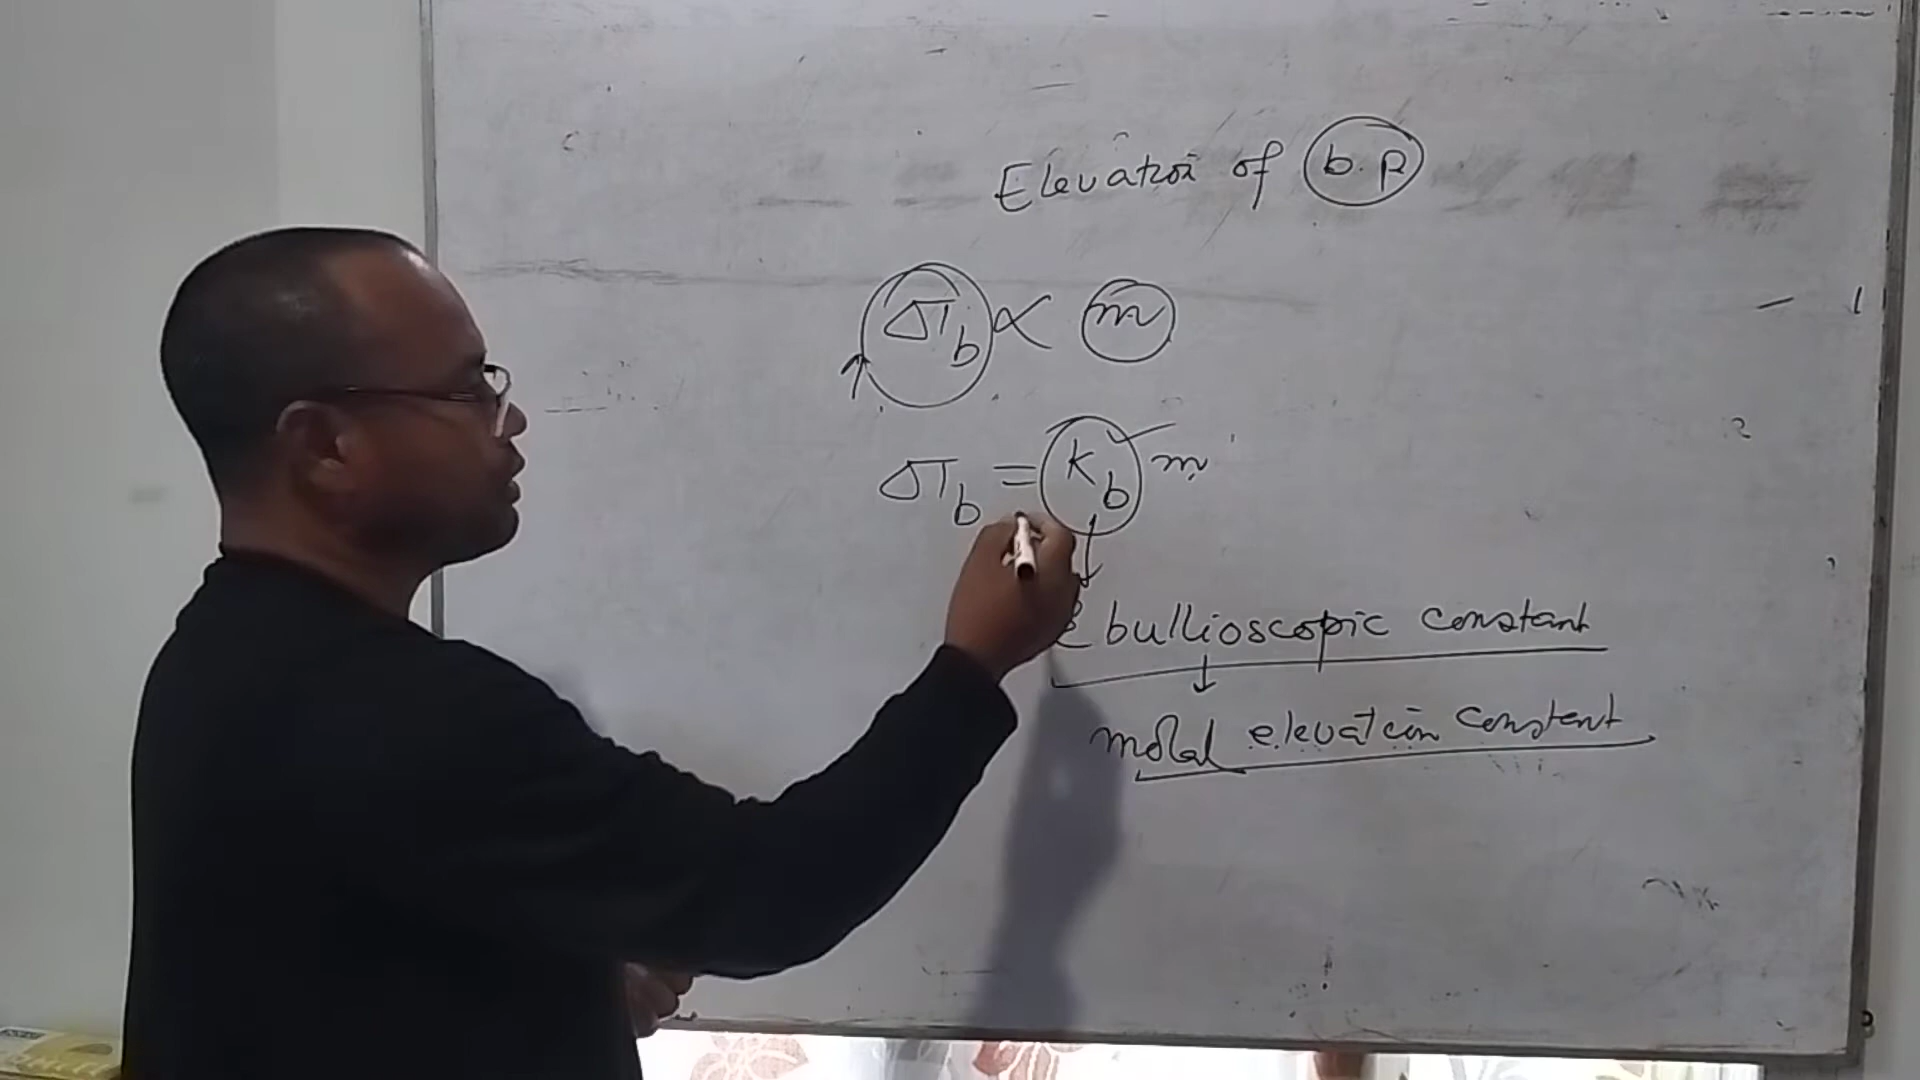 Elevation of b.p
ΔT_b ∝ m
ΔT_b = K_b m
Ebullioscopic constant
molal elevation constant